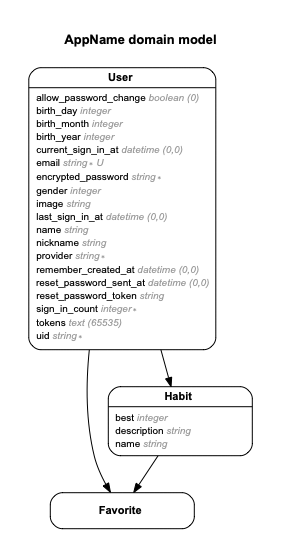 AppName domain model
User
allow_password_change boolean (0)
birth_day integer
birth_month integer
birth_year integer
current_sign_in_at datetime (0,0)
email string∗ U
encrypted_password string∗
gender integer
image string
last_sign_in_at datetime (0,0)
name string
nickname string
provider string∗
remember_created_at datetime (0,0)
reset_password_sent_at datetime (0,0)
reset_password_token string
sign_in_count integer∗
tokens text (65535)
uid string∗
Habit
best integer
description string
name string
Favorite